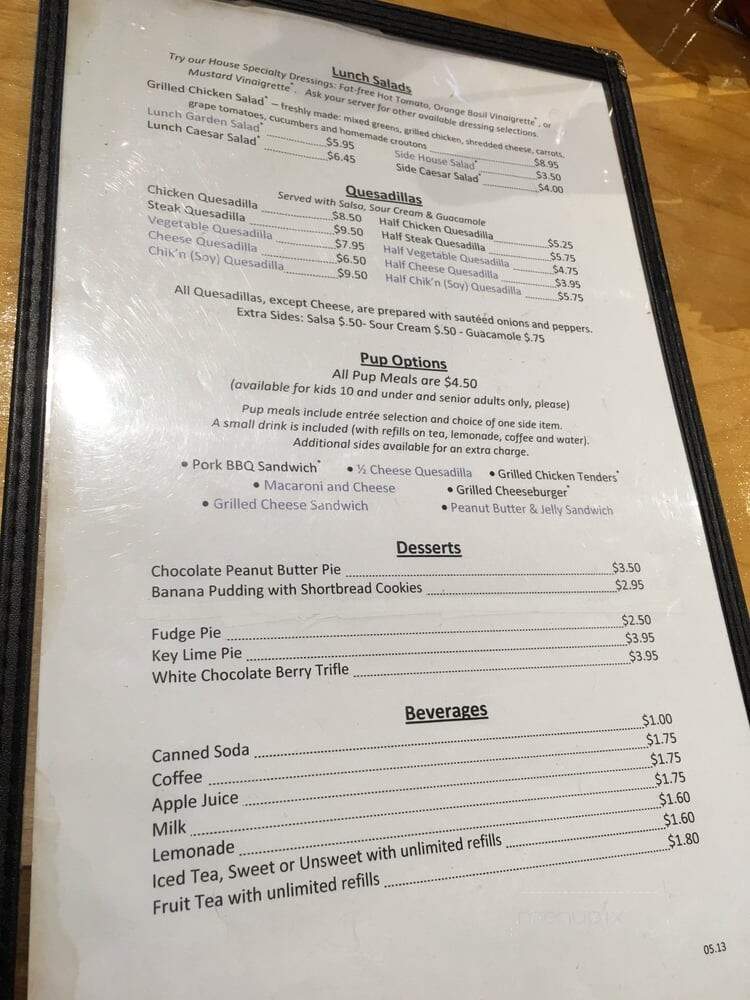 Lunch Salads
Try our House Specialty Dressings: Fat-free Hot Tomato, Orange Basil Vinaigrette*, or
Mustard Vinaigrette*. Ask your server for other available dressing selections.
Grilled Chicken Salad* – freshly made: mixed greens, grilled chicken, shredded cheese, carrots,
grape tomatoes, cucumbers and homemade croutons $8.95
Lunch Garden Salad* $5.95 Side House Salad* $3.50
Lunch Caesar Salad* $6.45 Side Caesar Salad* $4.00
Quesadillas
Served with Salsa, Sour Cream & Guacamole
Chicken Quesadilla $8.50 Half Chicken Quesadilla $5.25
Steak Quesadilla $9.50 Half Steak Quesadilla $5.75
Vegetable Quesadilla $7.95 Half Vegetable Quesadilla $4.75
Cheese Quesadilla $6.50 Half Cheese Quesadilla $3.95
Chik'n (Soy) Quesadilla $9.50 Half Chik'n (Soy) Quesadilla $5.75
All Quesadillas, except Cheese, are prepared with sautéed onions and peppers.
Extra Sides: Salsa $.50- Sour Cream $.50 - Guacamole $.75
Pup Options
All Pup Meals are $4.50
(available for kids 10 and under and senior adults only, please)
Pup meals include entrée selection and choice of one side item.
A small drink is included (with refills on tea, lemonade, coffee and water).
Additional sides available for an extra charge.
• Pork BBQ Sandwich* • ½ Cheese Quesadilla • Grilled Chicken Tenders*
• Macaroni and Cheese • Grilled Cheeseburger*
• Grilled Cheese Sandwich • Peanut Butter & Jelly Sandwich
Desserts
Chocolate Peanut Butter Pie $3.50
Banana Pudding with Shortbread Cookies $2.95
Fudge Pie $2.50
Key Lime Pie $3.95
White Chocolate Berry Trifle $3.95
Beverages
Canned Soda $1.00
Coffee $1.75
Apple Juice $1.75
Milk $1.75
Lemonade $1.60
Iced Tea, Sweet or Unsweet with unlimited refills $1.60
Fruit Tea with unlimited refills $1.80
menupix
05.13